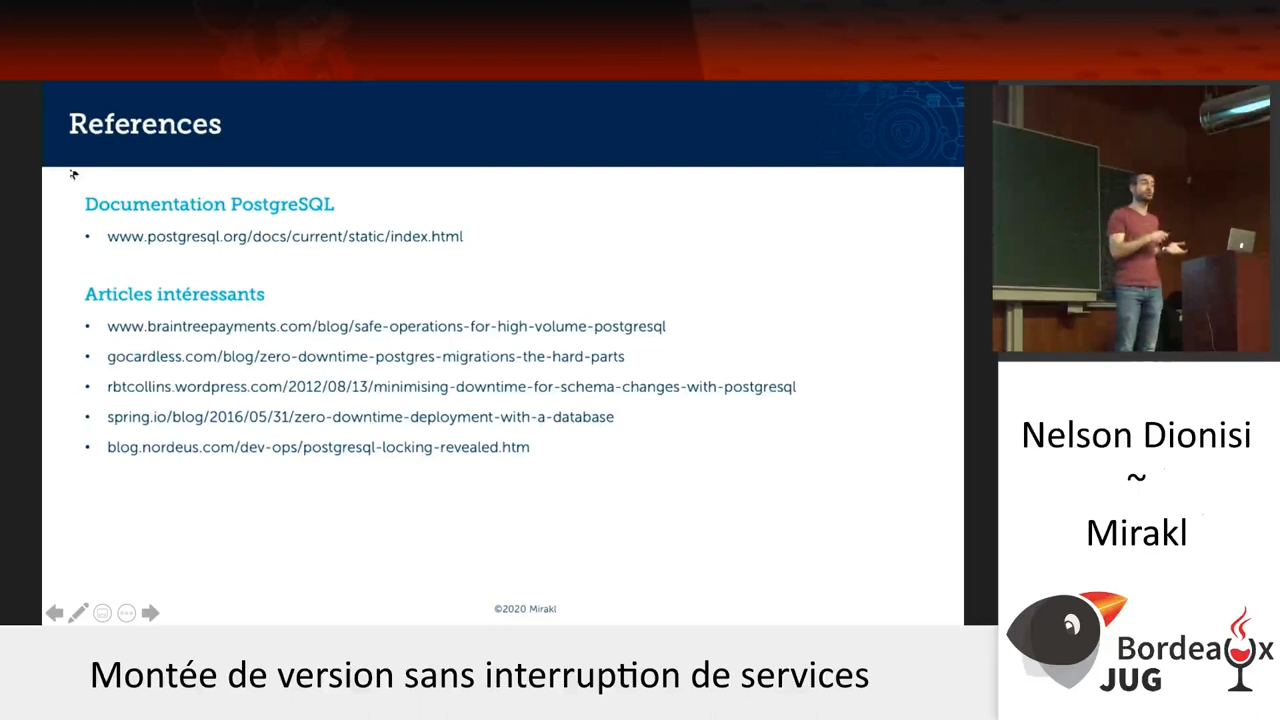 References
Documentation PostgreSQL
• www.postgresql.org/docs/current/static/index.html
Articles intéressants
• www.braintreepayments.com/blog/safe-operations-for-high-volume-postgresql
• gocardless.com/blog/zero-downtime-postgres-migrations-the-hard-parts
• rbtcollins.wordpress.com/2012/08/13/minimising-downtime-for-schema-changes-with-postgresql
• spring.io/blog/2016/05/31/zero-downtime-deployment-with-a-database
• blog.nordeus.com/dev-ops/postgresql-locking-revealed.htm
©2020 Mirakl
Nelson Dionisi
~
Mirakl
Bordeaux
JUG
Montée de version sans interruption de services